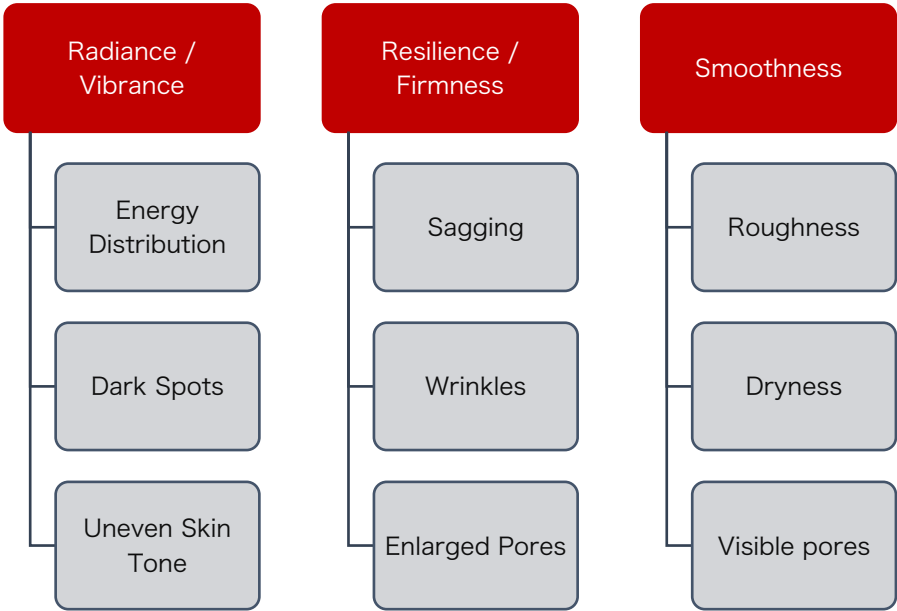 Radiance /
Vibrance
Energy
Distribution
Dark Spots
Uneven Skin
Tone
Resilience /
Firmness
Sagging
Wrinkles
Enlarged Pores
Smoothness
Roughness
Dryness
Visible pores